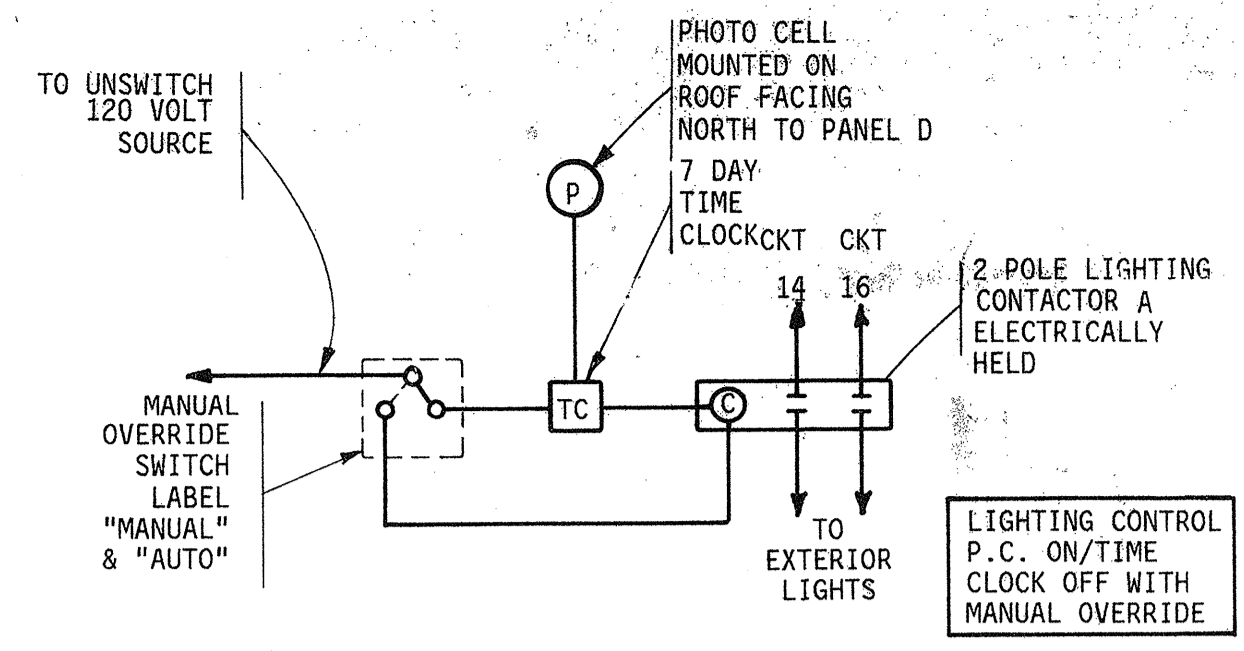 PHOTO CELL
MOUNTED ON
ROOF FACING
NORTH TO PANEL D
TO UNSWITCH
120 VOLT
SOURCE
7 DAY
TIME
CLOCK
P
CKT CKT
14 16
2 POLE LIGHTING
CONTACTOR A
ELECTRICALLY
HELD
MANUAL
OVERRIDE
SWITCH
LABEL
"MANUAL"
& "AUTO"
TC
C
TO
EXTERIOR
LIGHTS
LIGHTING CONTROL
P.C. ON/TIME
CLOCK OFF WITH
MANUAL OVERRIDE